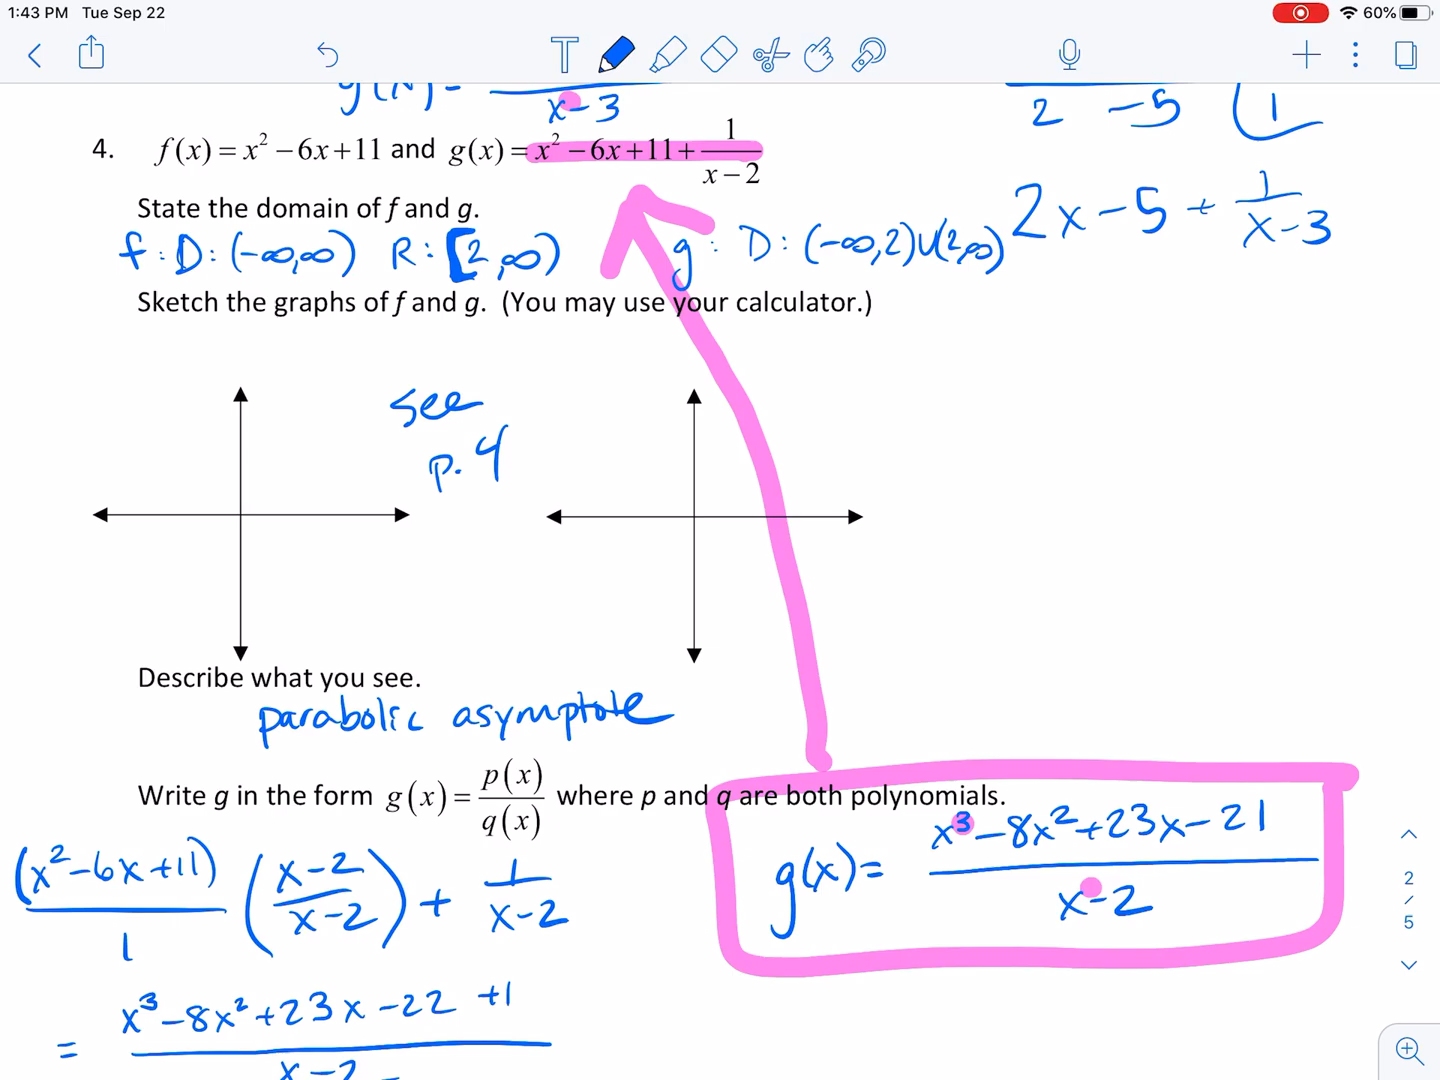 1:43 PM Tue Sep 22 60%
T
x-3
2 -5 1
4. f(x) = x² − 6x + 11 and g(x) = x² − 6x + 11 + 1/(x − 2)
2x-5 + 1/(x-3)
State the domain of f and g.
f: D: (-∞,∞) R: [2,∞) g: D: (-∞,2)U(2,∞)
Sketch the graphs of f and g. (You may use your calculator.)
see
p. 4
Describe what you see.
parabolic asymptote
Write g in the form g(x) = p(x)/q(x) where p and q are both polynomials.
g(x)= (x³-8x²+23x-21)/(x-2)
(x²-6x+11)/1 ((x-2)/(x-2)) + 1/(x-2)
= (x³-8x²+23x-22 +1)/(x-2)
2
/
5